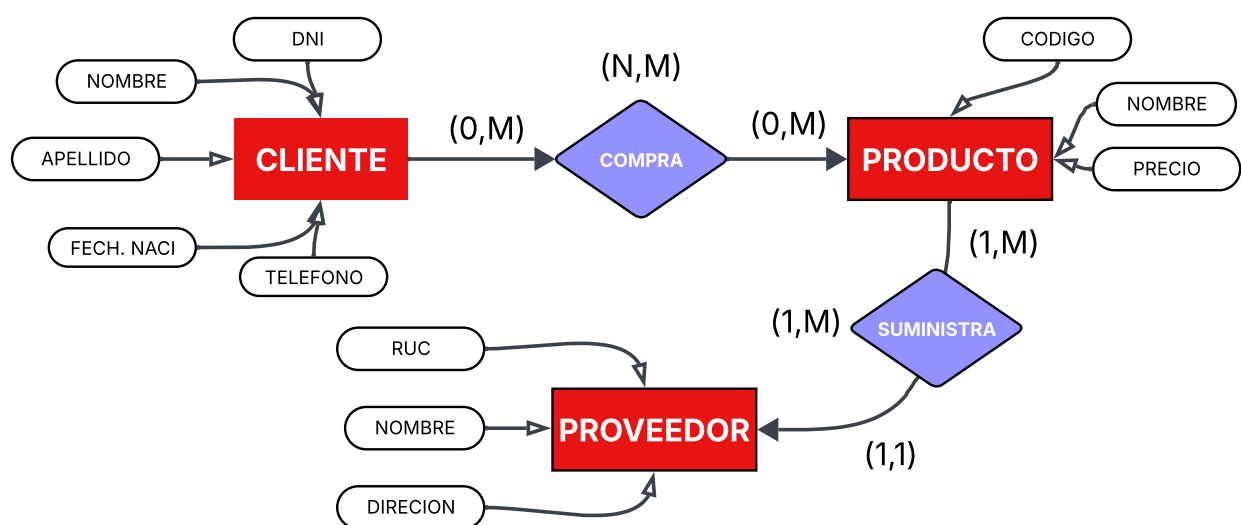 DNI
NOMBRE
APELLIDO
FECH. NACI
TELEFONO
CLIENTE
(0,M)
(N,M)
COMPRA
(0,M)
PRODUCTO
CODIGO
NOMBRE
PRECIO
(1,M)
(1,M)
SUMINISTRA
(1,1)
PROVEEDOR
RUC
NOMBRE
DIRECION